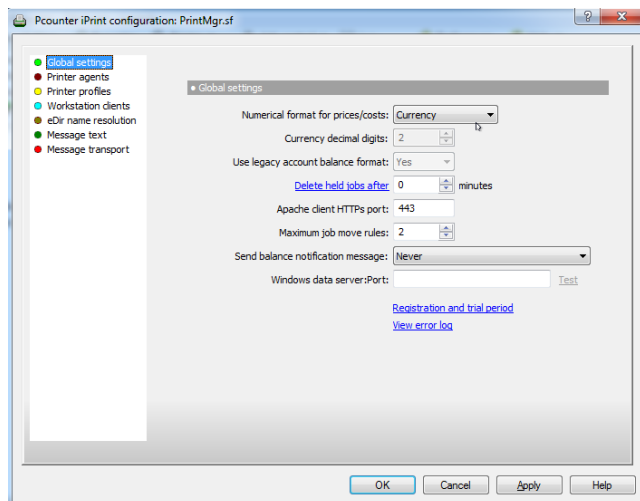 Pcounter iPrint configuration: PrintMgr.sf
?
Global settings
Printer agents
Printer profiles
Workstation clients
eDir name resolution
Message text
Message transport
• Global settings
Numerical format for prices/costs: Currency
Currency decimal digits: 2
Use legacy account balance format: Yes
Delete held jobs after 0 minutes
Apache client HTTPs port: 443
Maximum job move rules: 2
Send balance notification message: Never
Windows data server:Port: Test
Registration and trial period
View error log
OK Cancel Apply Help